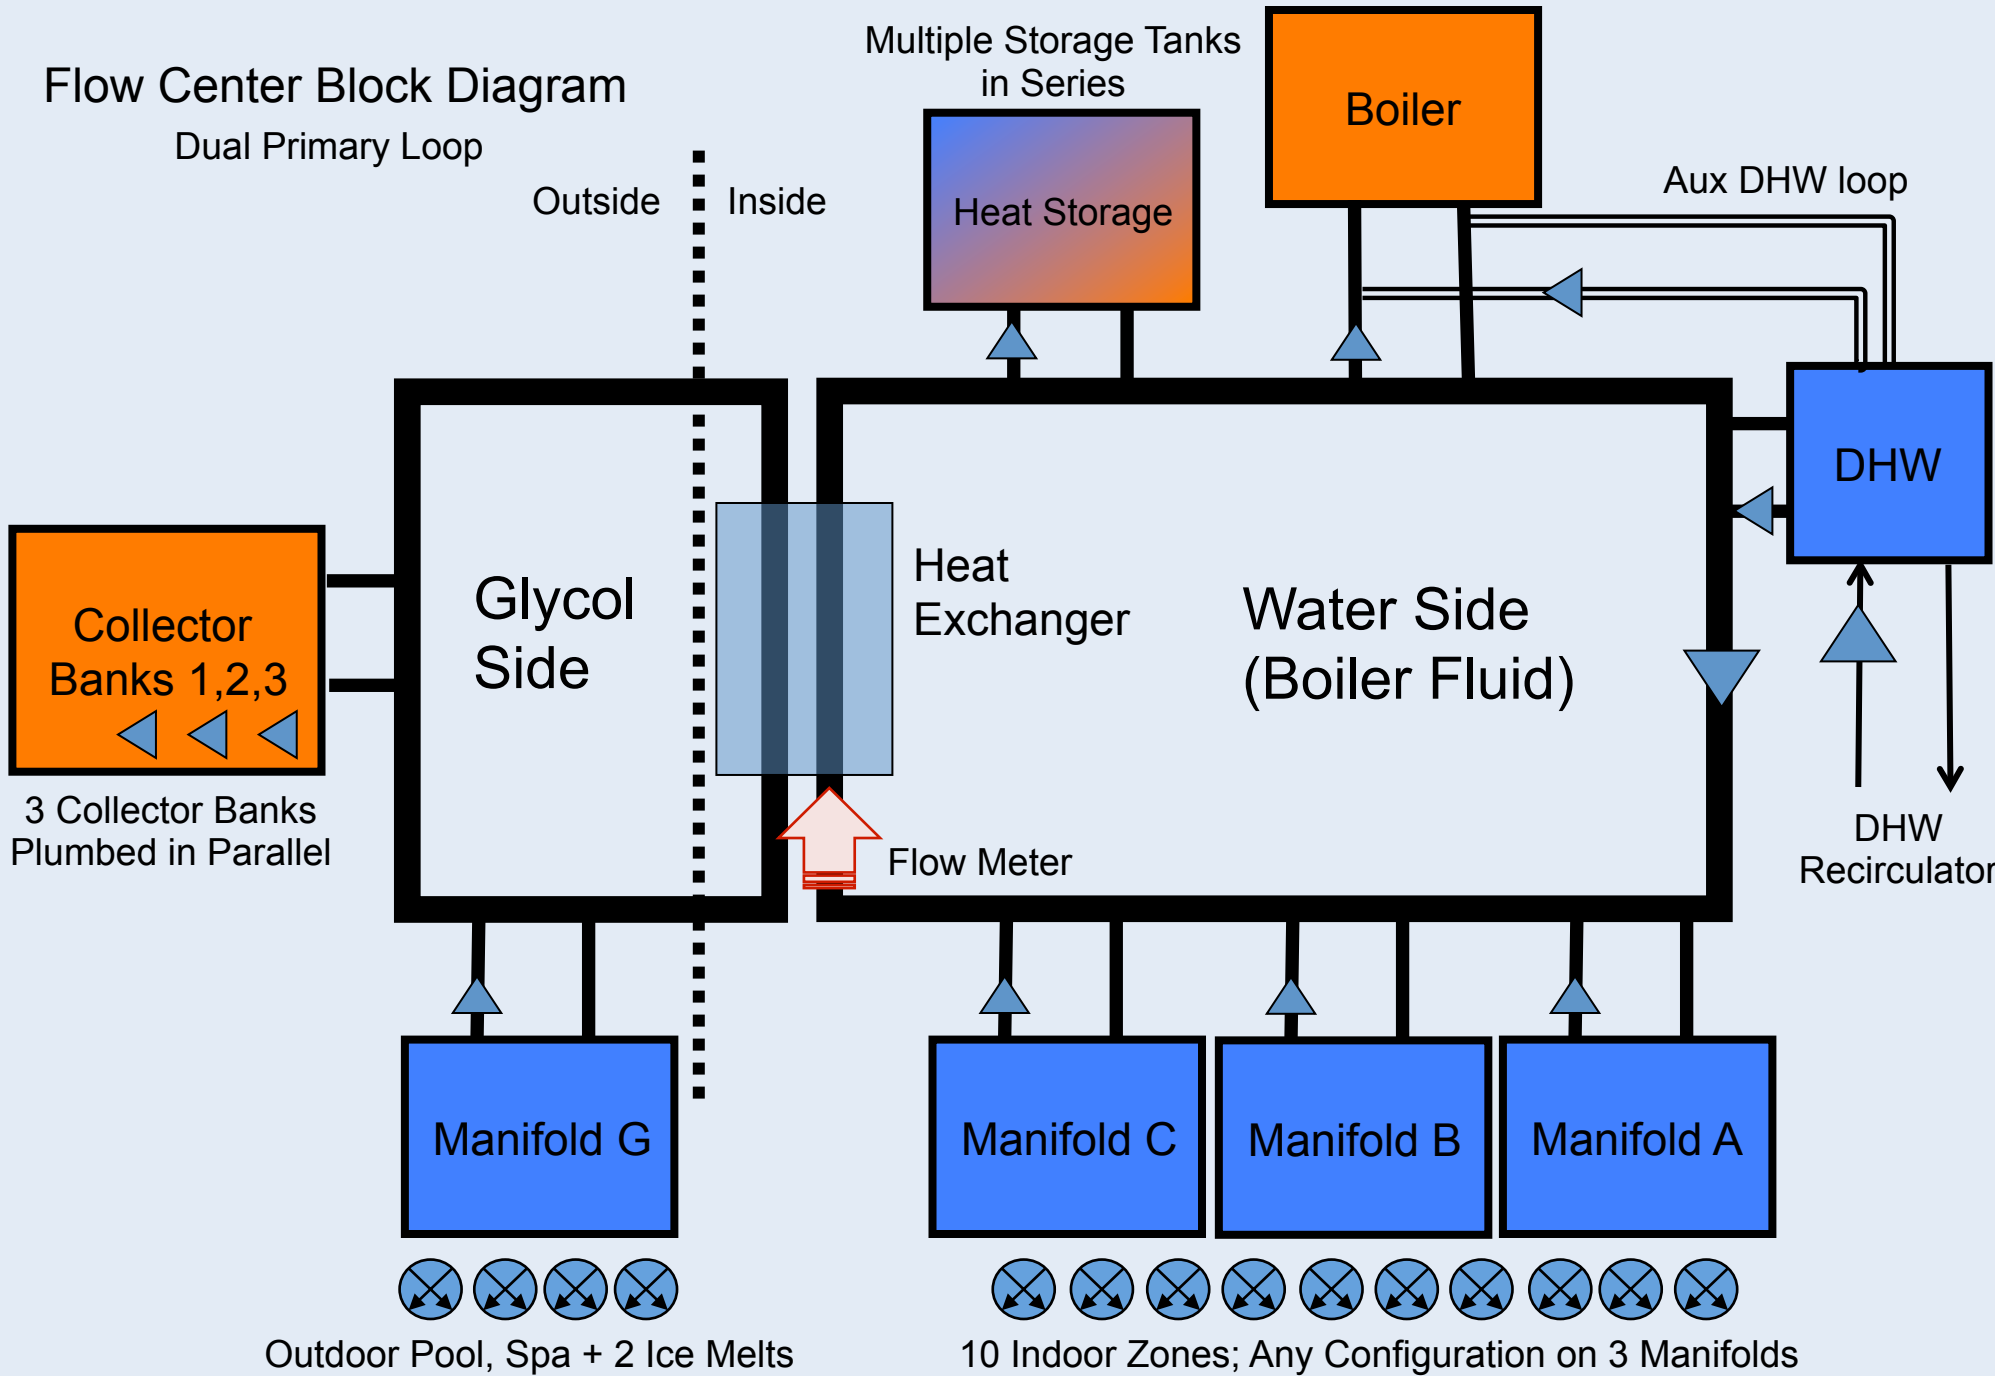 Flow Center Block Diagram
Dual Primary Loop
Outside
Inside
Multiple Storage Tanks
in Series
Heat Storage
Boiler
Aux DHW loop
DHW
Collector
Banks 1,2,3
3 Collector Banks
Plumbed in Parallel
Glycol
Side
Heat
Exchanger
Water Side
(Boiler Fluid)
Flow Meter
DHW
Recirculator
Manifold G
Manifold C
Manifold B
Manifold A
Outdoor Pool, Spa + 2 Ice Melts
10 Indoor Zones; Any Configuration on 3 Manifolds